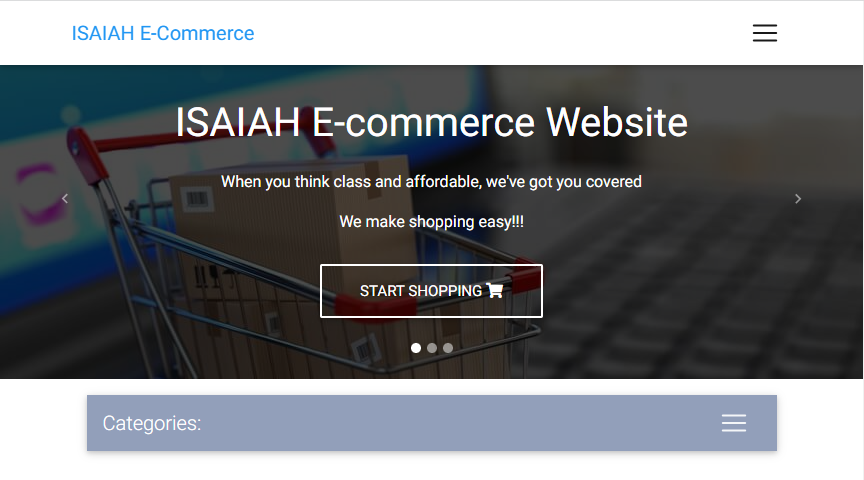 ISAIAH E-Commerce
ISAIAH E-commerce Website
When you think class and affordable, we've got you covered
We make shopping easy!!!
START SHOPPING
Categories: